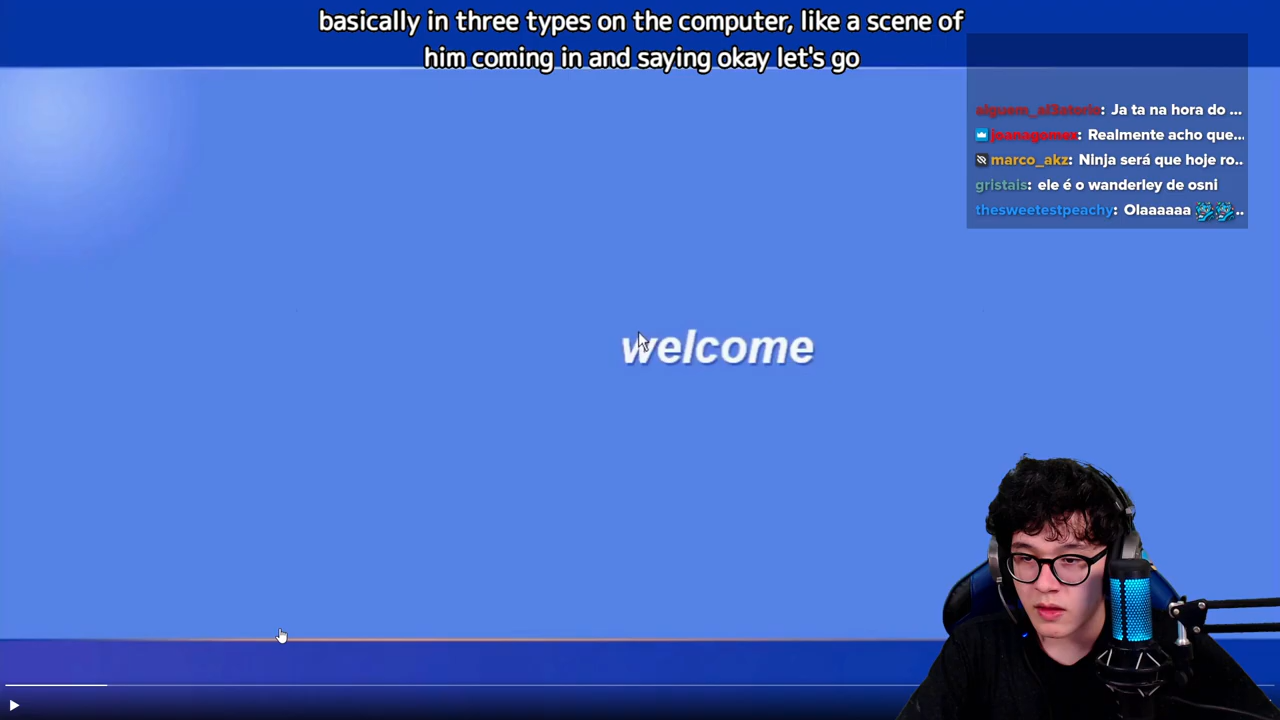 basically in three types on the computer, like a scene of
him coming in and saying okay let's go
alguem_al3atorio: Ja ta na hora do ...
joanagomex: Realmente acho que...
marco_akz: Ninja será que hoje ro..
gristais: ele é o wanderley de osni
thesweetestpeachy: Olaaaaaa ..
welcome